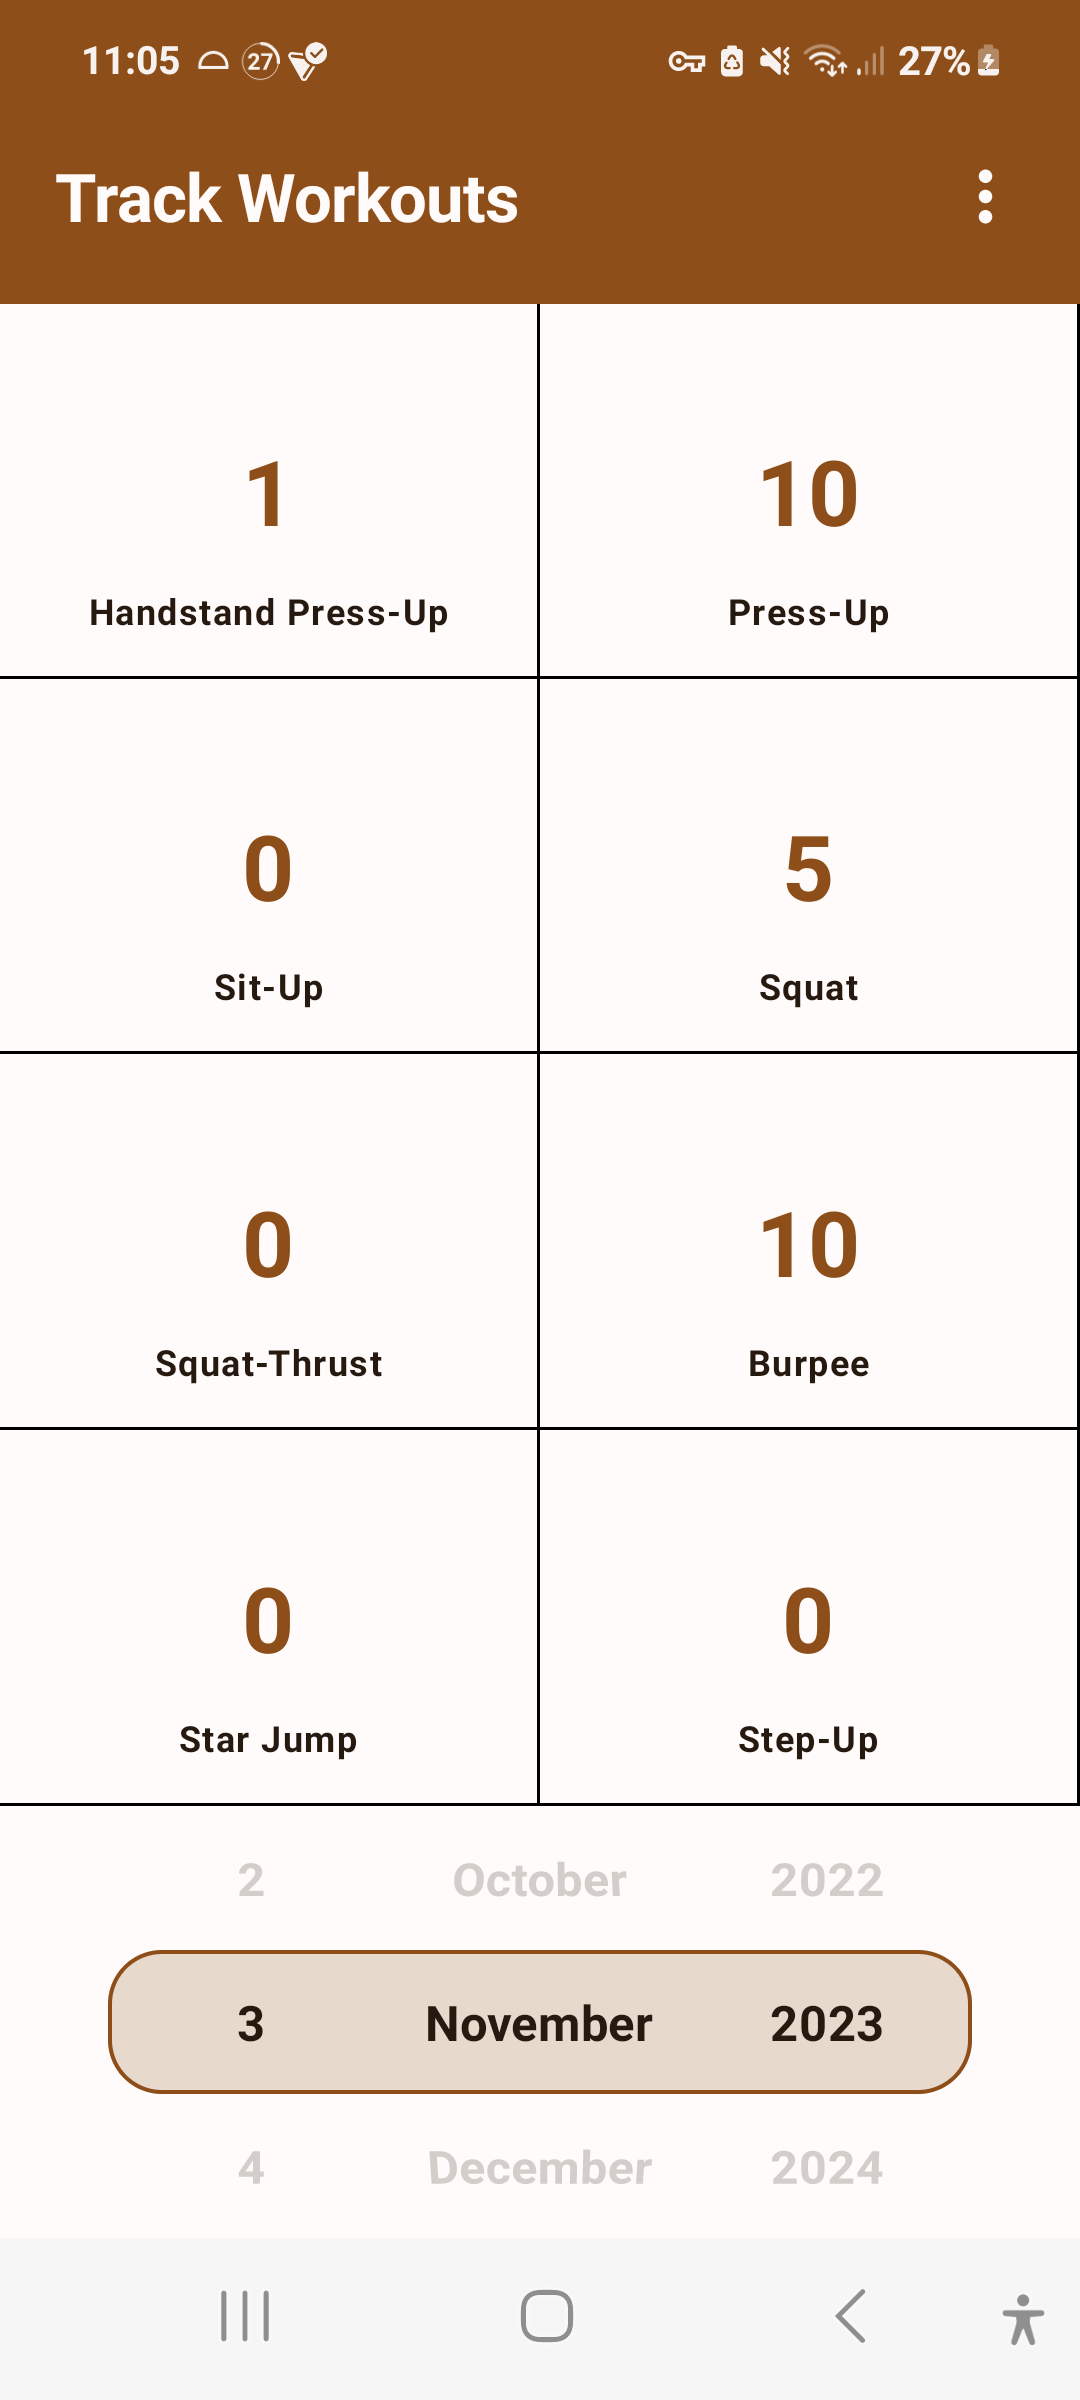 11:05 27 27%
Track Workouts
1 10
Handstand Press-Up Press-Up
0 5
Sit-Up Squat
0 10
Squat-Thrust Burpee
0 0
Star Jump Step-Up
2 October 2022
3 November 2023
4 December 2024